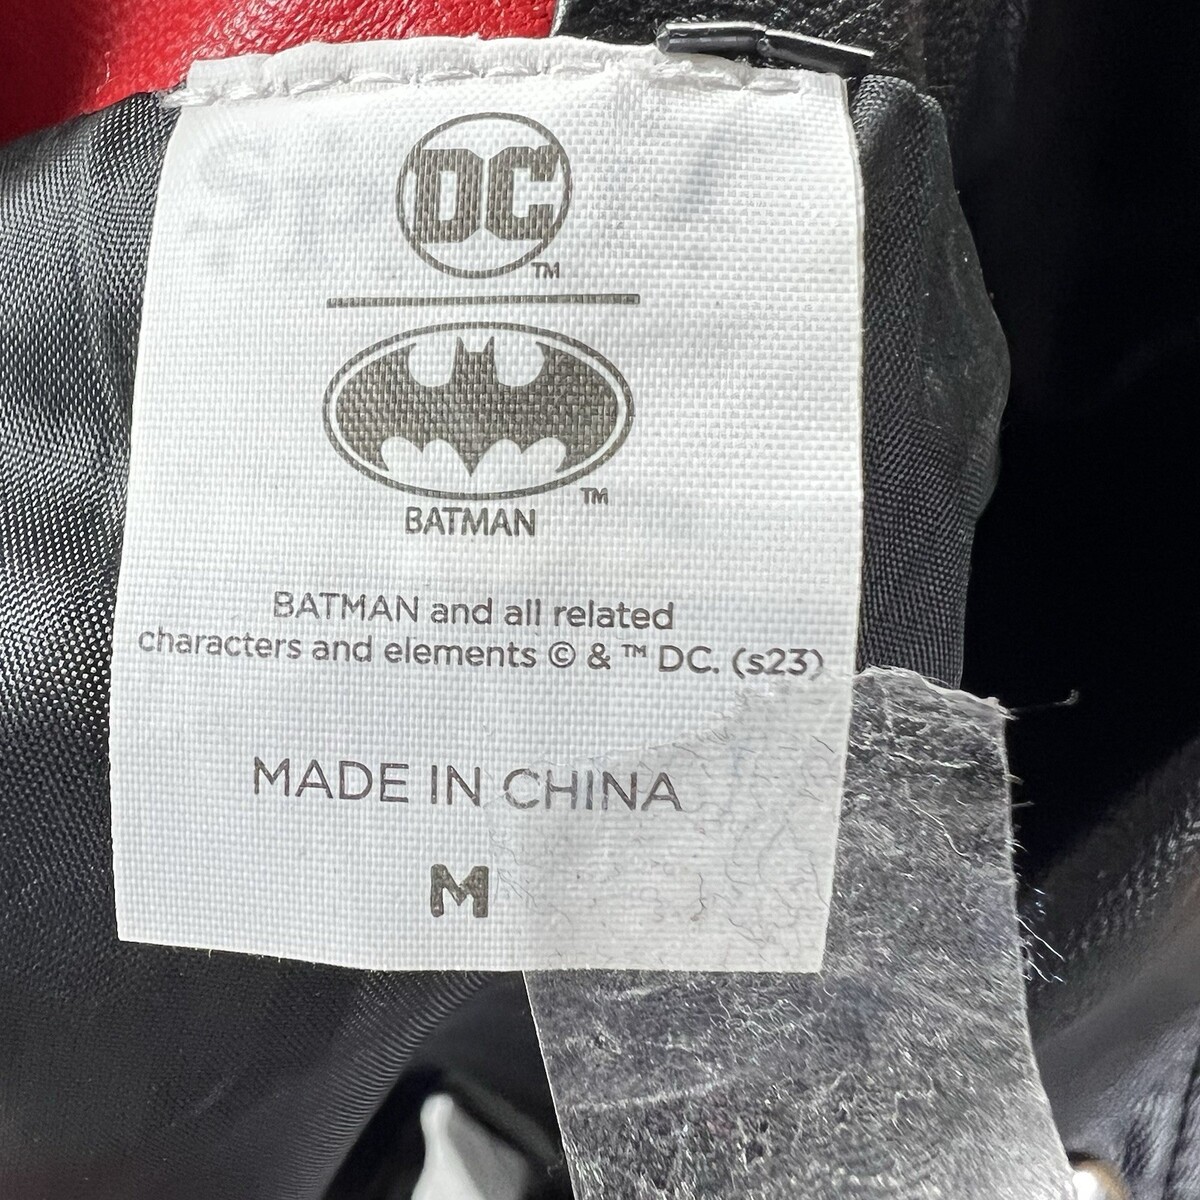 DC
TM
TM
BATMAN
BATMAN and all related
characters and elements © & ™ DC. (s23)
MADE IN CHINA
M